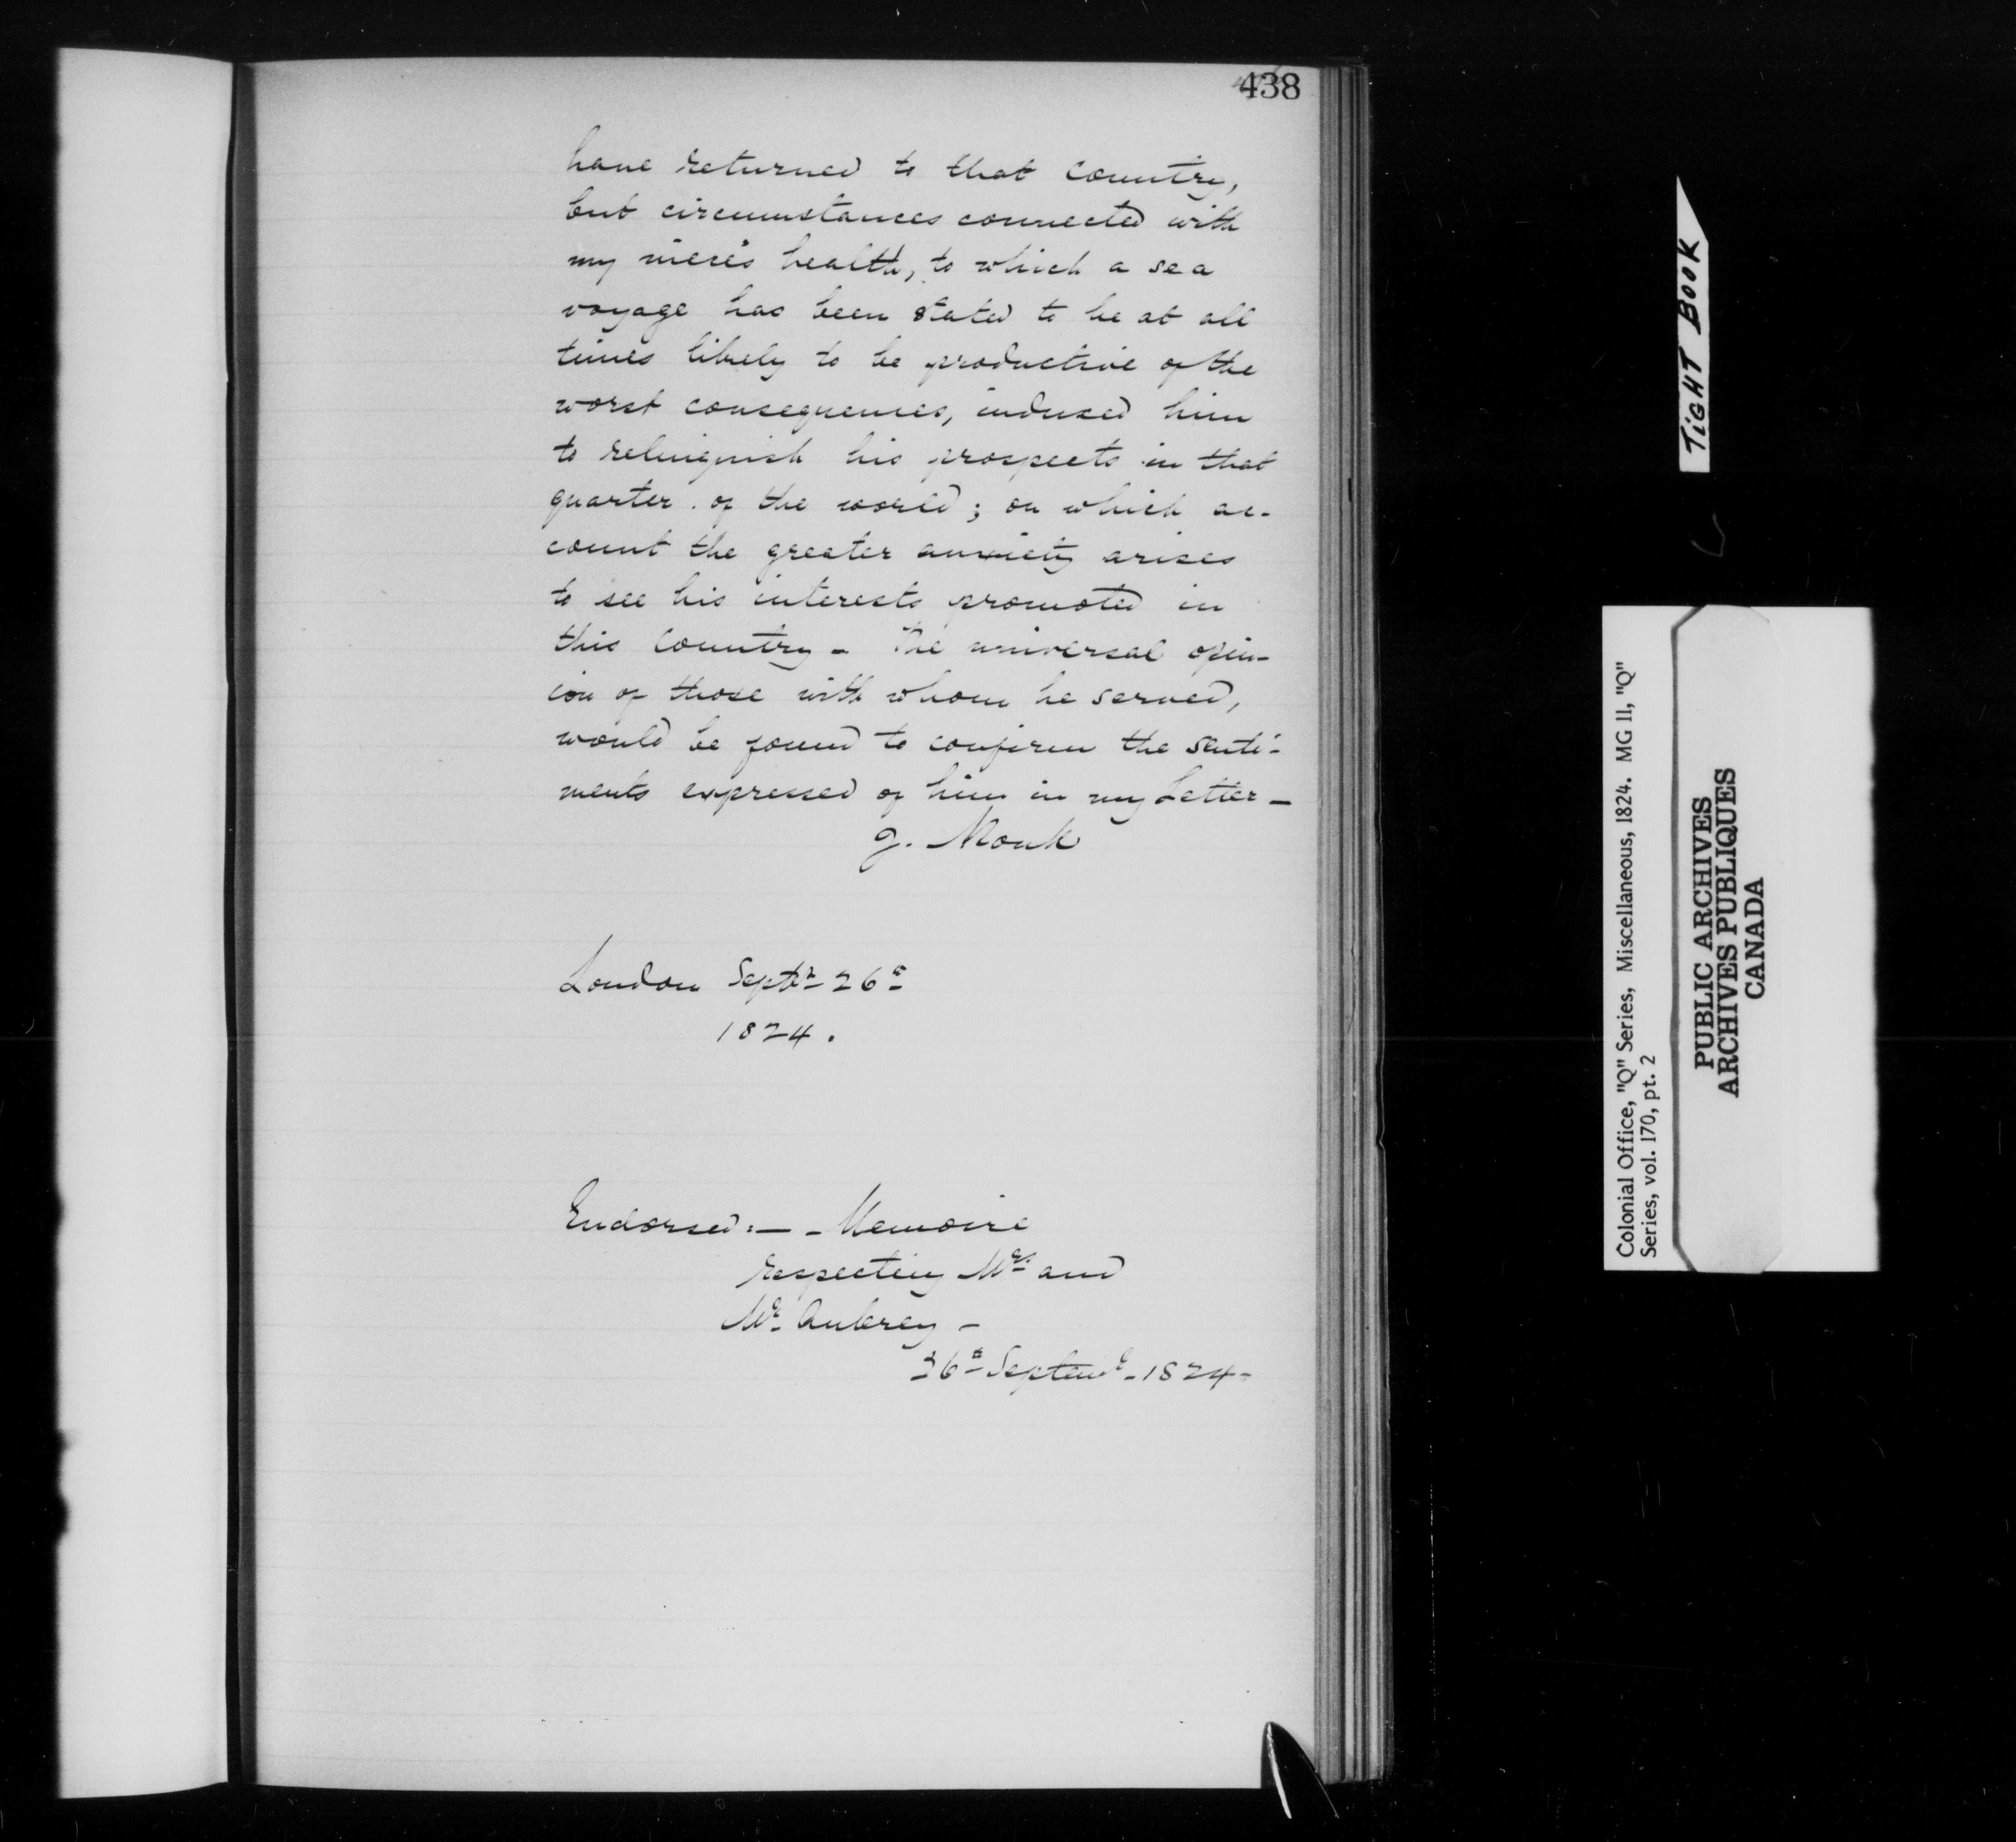 438
have returned to that country,
but circumstances connected with
my niece's health, to which a sea
voyage has been stated to be at all
times likely to be productive of the
worst consequences, induced him
to relinquish his prospects in that
quarter of the world; on which ac-
count the greater anxiety arises
to see his interests promoted in
this country - The universal opin-
ion of those with whom he served,
would be found to confirm the senti-
ments expressed of him in my Letter -
J. Monk
London Septr 26th
1824.
Endorsed:- - Memoire
respecting Mrs and
Mr Aubrey -
26th Septemr - 1824 -
TIGHT BOOK
Colonial Office, "Q" Series, Miscellaneous, 1824. MG 11, "Q"
Series, vol. 170, pt. 2
PUBLIC ARCHIVES
ARCHIVES PUBLIQUES
CANADA